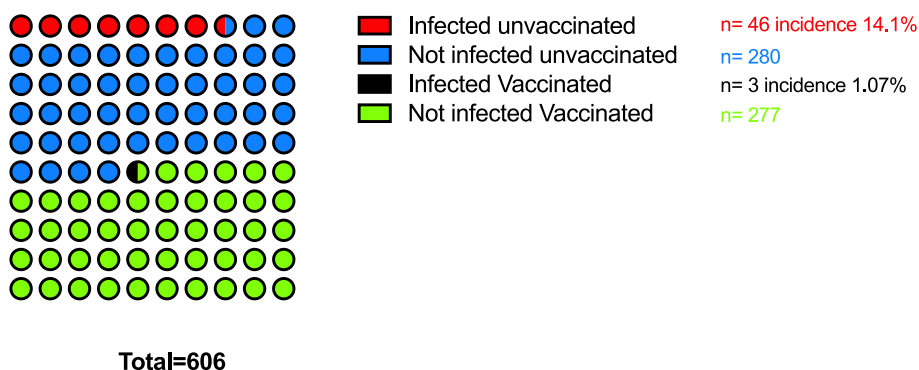 Infected unvaccinated n= 46 incidence 14.1%
Not infected unvaccinated n= 280
Infected Vaccinated n= 3 incidence 1.07%
Not infected Vaccinated n= 277
Total=606